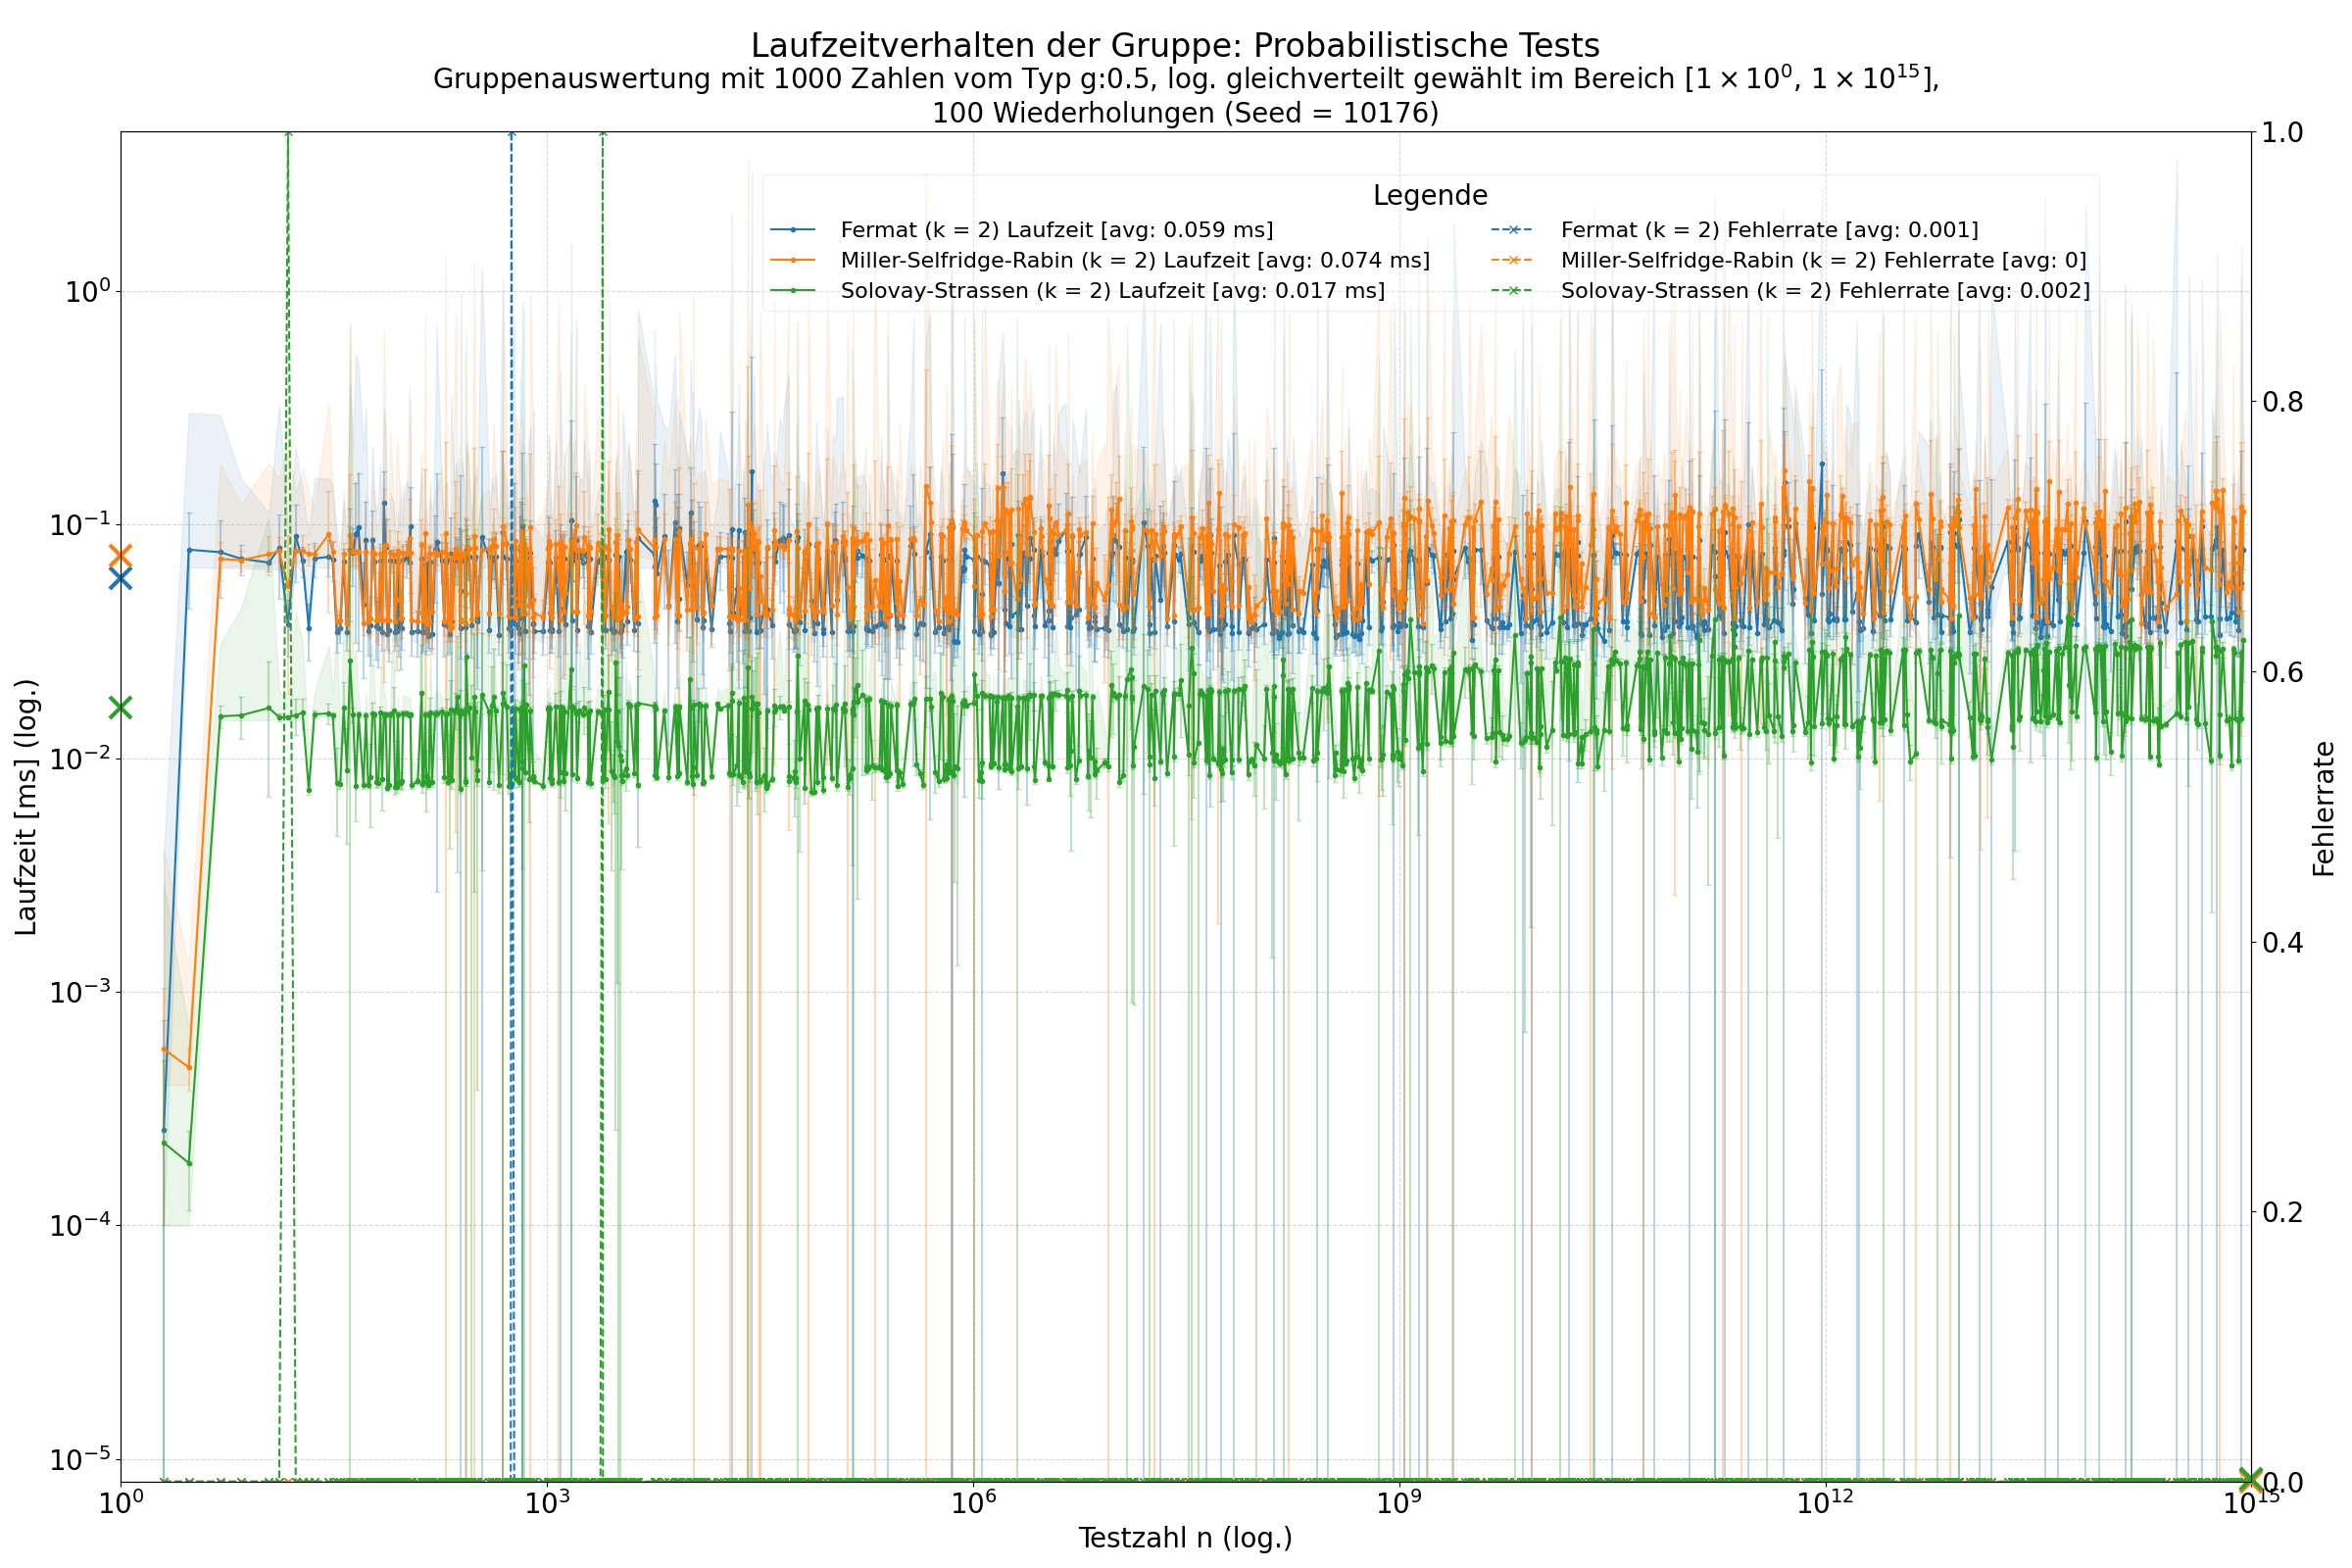 Laufzeitverhalten der Gruppe: Probabilistische Tests
Gruppenauswertung mit 1000 Zahlen vom Typ g:0.5, log. gleichverteilt gewählt im Bereich [1 × 10⁰, 1 × 10¹⁵],
100 Wiederholungen (Seed = 10176)
Legende
Fermat (k = 2) Laufzeit [avg: 0.059 ms]
Miller-Selfridge-Rabin (k = 2) Laufzeit [avg: 0.074 ms]
Solovay-Strassen (k = 2) Laufzeit [avg: 0.017 ms]
Fermat (k = 2) Fehlerrate [avg: 0.001]
Miller-Selfridge-Rabin (k = 2) Fehlerrate [avg: 0]
Solovay-Strassen (k = 2) Fehlerrate [avg: 0.002]
Laufzeit [ms] (log.)
10⁰
10⁻¹
10⁻²
10⁻³
10⁻⁴
10⁻⁵
1.0
0.8
0.6
0.4
0.2
0.0
Fehlerrate
10⁰
10³
10⁶
10⁹
10¹²
10¹⁵
Testzahl n (log.)